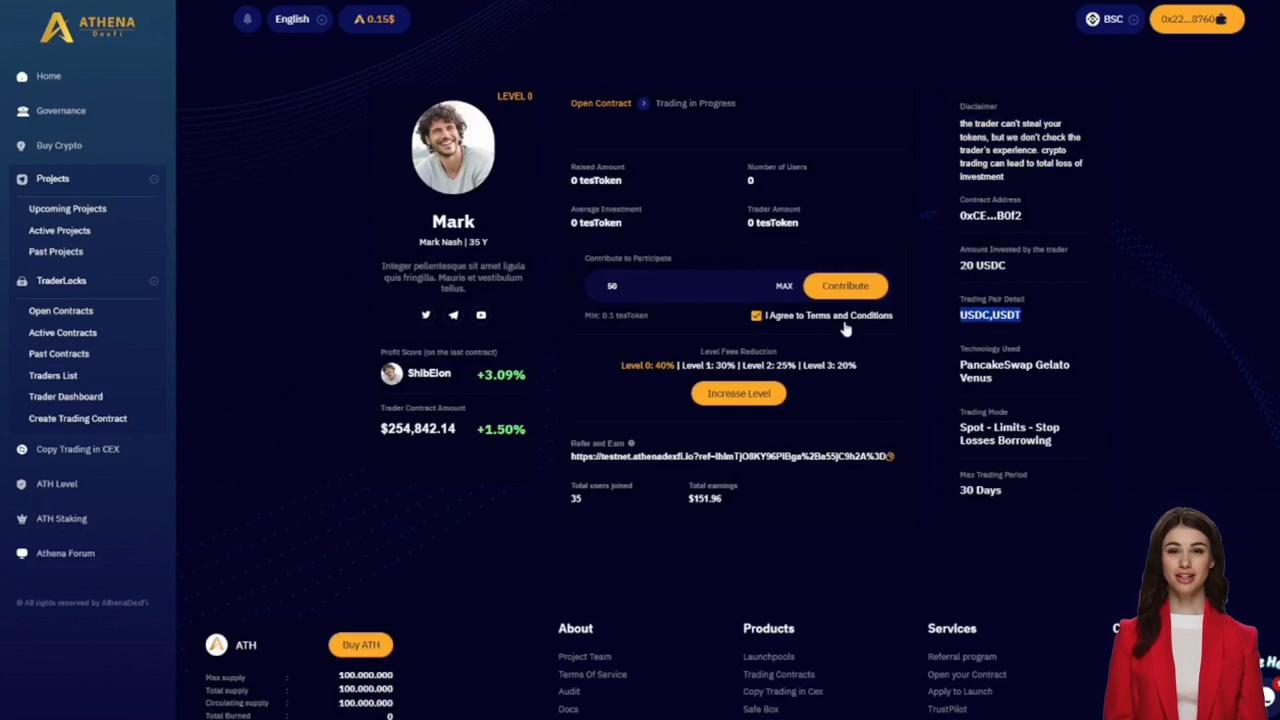 ATHENA
DexFi
English
0.15$
BSC
0x22...8760
Home
Governance
Buy Crypto
Projects
Upcoming Projects
Active Projects
Past Projects
TraderLocks
Open Contracts
Active Contracts
Past Contracts
Traders List
Trader Dashboard
Create Trading Contract
Copy Trading in CEX
ATH Level
ATH Staking
Athena Forum
© All rights reserved by AthenaDexFi
LEVEL 0
Mark
Mark Nash | 35 Y
Integer pellentesque sit amet ligula
quis fringilla. Mauris et vestibulum
tellus.
Profit Score (on the last contract)
ShibElon
+3.09%
Trader Contract Amount
$254,842.14
+1.50%
Open Contract
Trading in Progress
Raised Amount
Number of Users
0 tesToken
0
Average Investment
Trader Amount
0 tesToken
0 tesToken
Contribute to Participate
50
MAX
Contribute
Min: 0.1 tesToken
I Agree to Terms and Conditions
Level Fees Reduction
Level 0: 40% | Level 1: 30% | Level 2: 25% | Level 3: 20%
Increase Level
Refer and Earn
Total users joined
Total earnings
35
$151.96
Disclaimer
the trader can't steal your
tokens, but we don't check the
trader's experience. crypto
trading can lead to total loss of
investment
Contract Address
0xCE...B0f2
Amount Invested by the trader
20 USDC
Trading Pair Detail
USDC,USDT
Technology Used
PancakeSwap Gelato
Venus
Trading Mode
Spot - Limits - Stop
Losses Borrowing
Max Trading Period
30 Days
ATH
Buy ATH
Max supply : 100.000.000
Total supply : 100.000.000
Circulating supply : 100.000.000
Total Burned : 0
About
Project Team
Terms Of Service
Audit
Docs
Products
Launchpools
Trading Contracts
Copy Trading in Cex
Safe Box
Services
Referral program
Open your Contract
Apply to Launch
TrustPilot